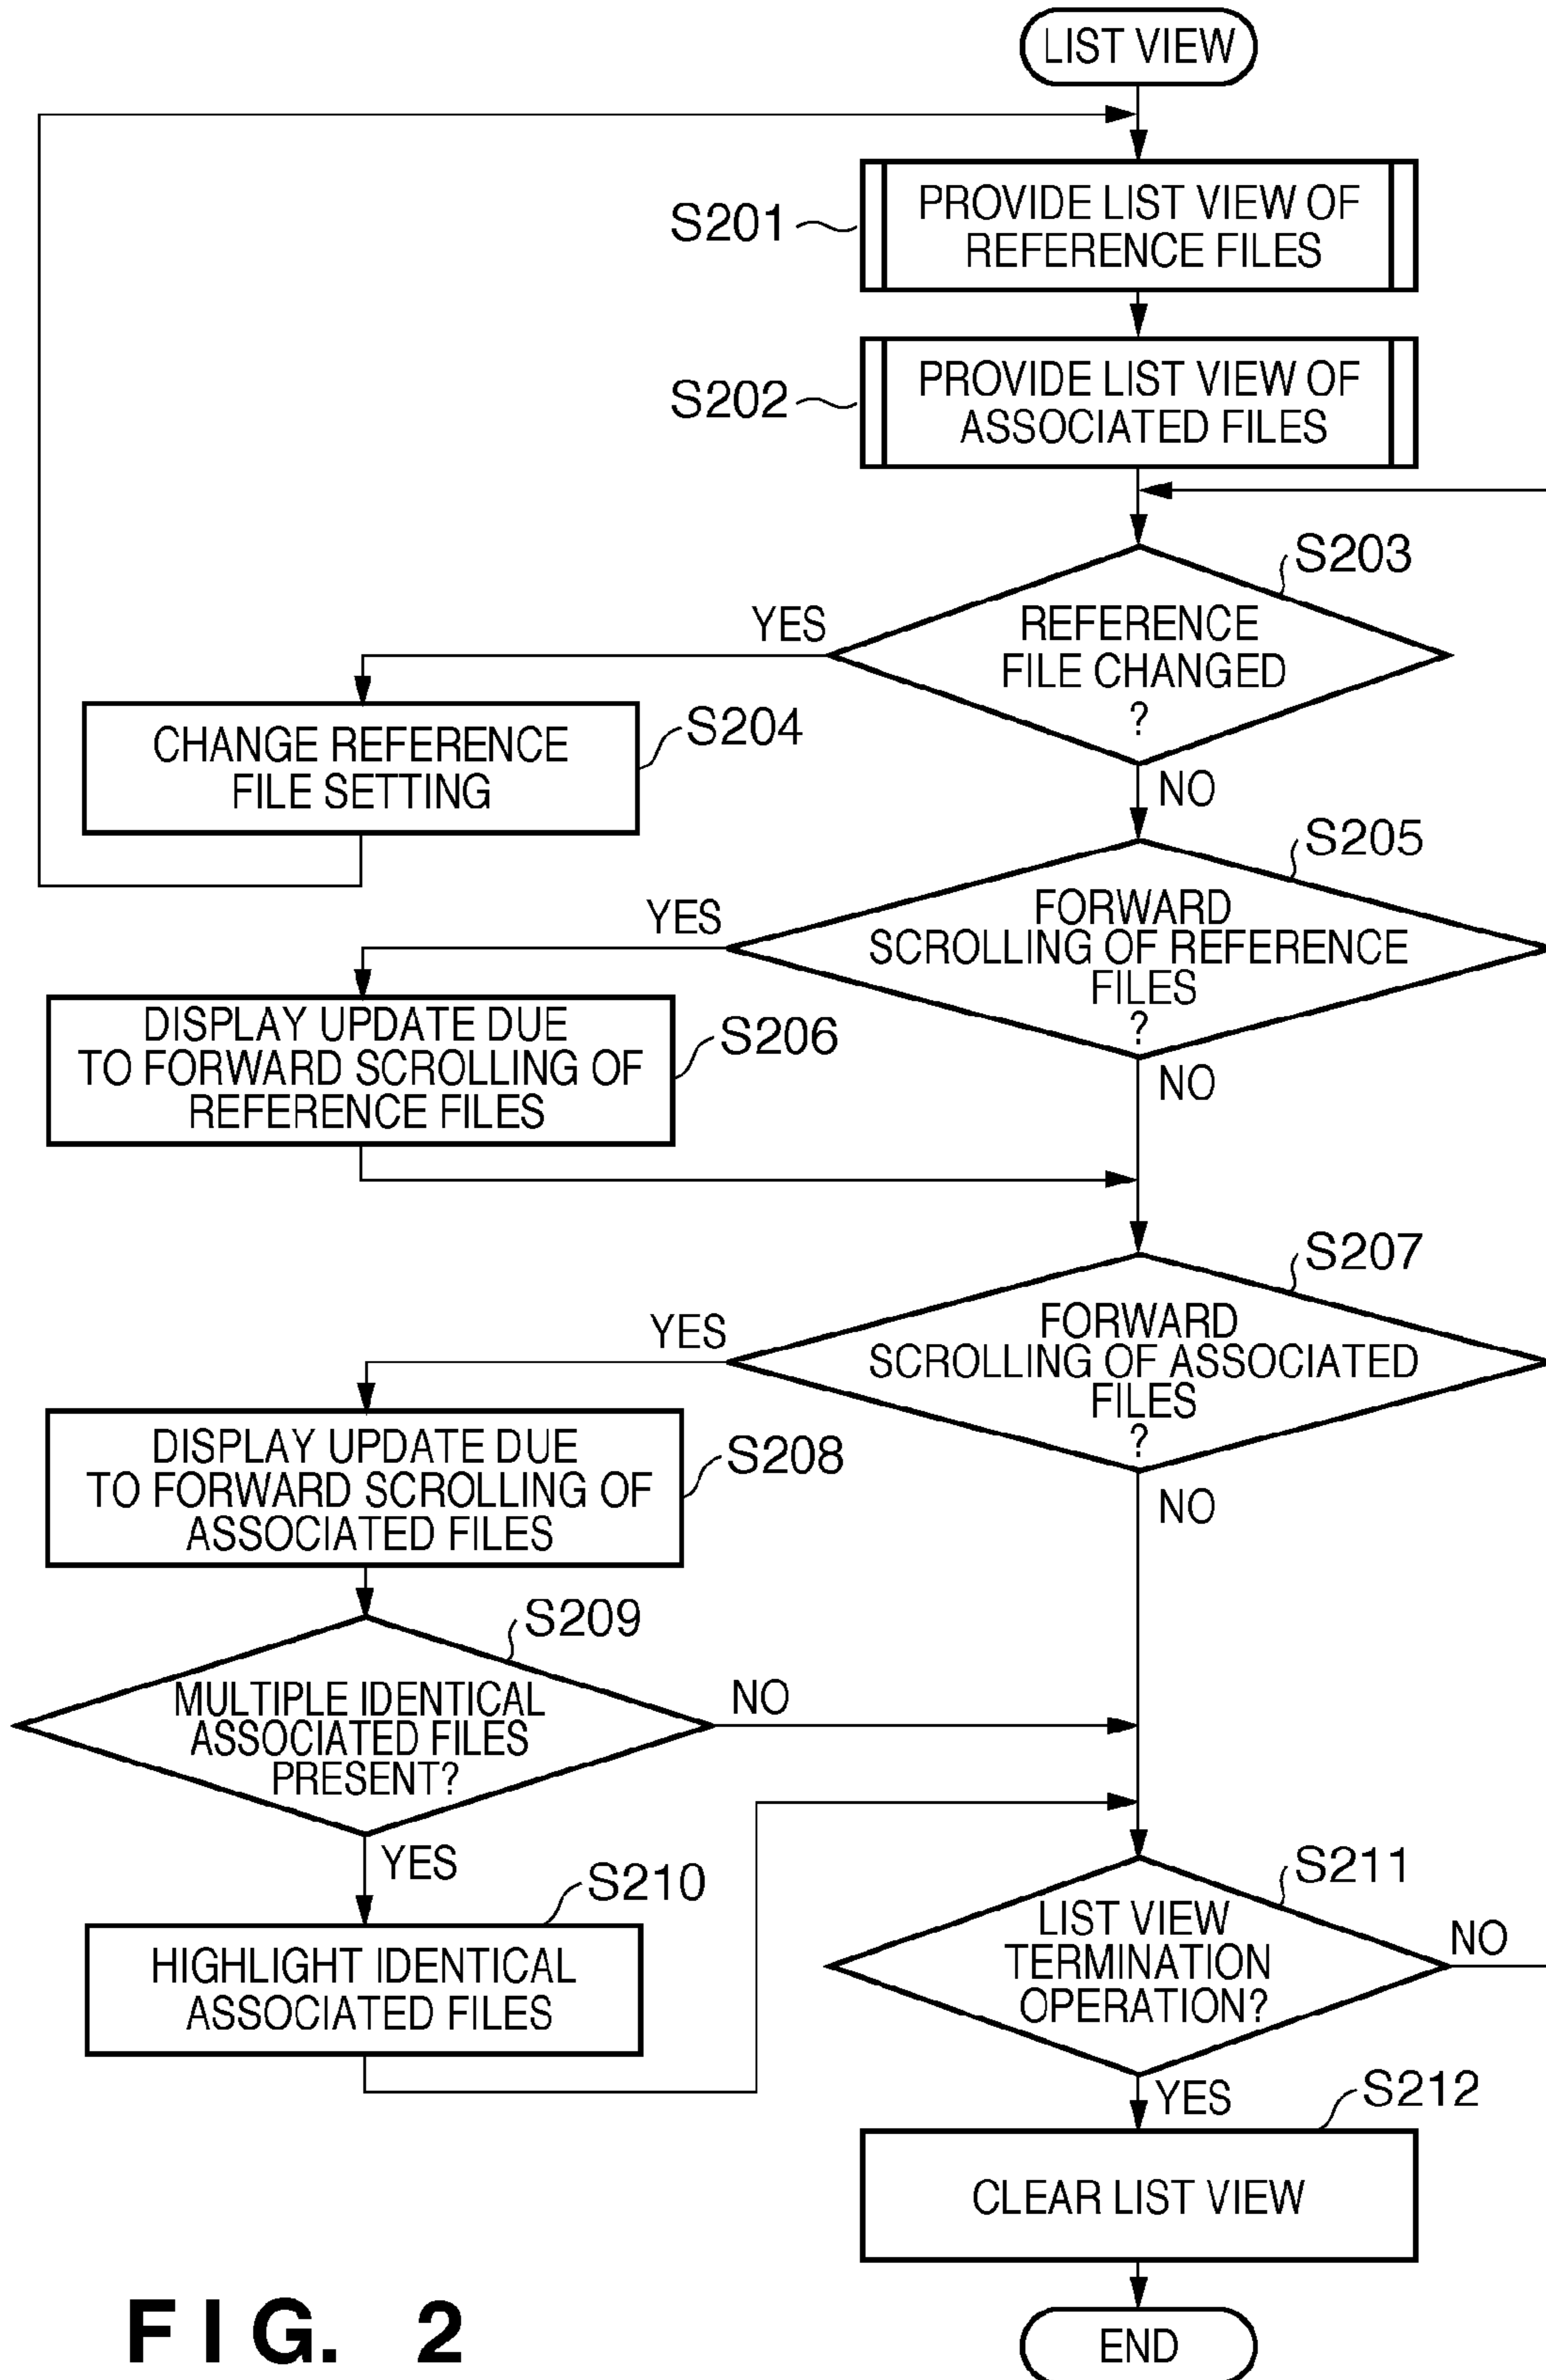 LIST VIEW
S201
PROVIDE LIST VIEW OF
REFERENCE FILES
S202
PROVIDE LIST VIEW OF
ASSOCIATED FILES
S203
REFERENCE
FILE CHANGED
?
YES
NO
S204
CHANGE REFERENCE
FILE SETTING
S205
FORWARD
SCROLLING OF REFERENCE
FILES
?
YES
NO
S206
DISPLAY UPDATE DUE
TO FORWARD SCROLLING OF
REFERENCE FILES
S207
FORWARD
SCROLLING OF ASSOCIATED
FILES
?
YES
NO
S208
DISPLAY UPDATE DUE
TO FORWARD SCROLLING OF
ASSOCIATED FILES
S209
MULTIPLE IDENTICAL
ASSOCIATED FILES
PRESENT?
NO
YES
S210
HIGHLIGHT IDENTICAL
ASSOCIATED FILES
S211
LIST VIEW
TERMINATION
OPERATION?
NO
YES
S212
CLEAR LIST VIEW
END
FIG. 2